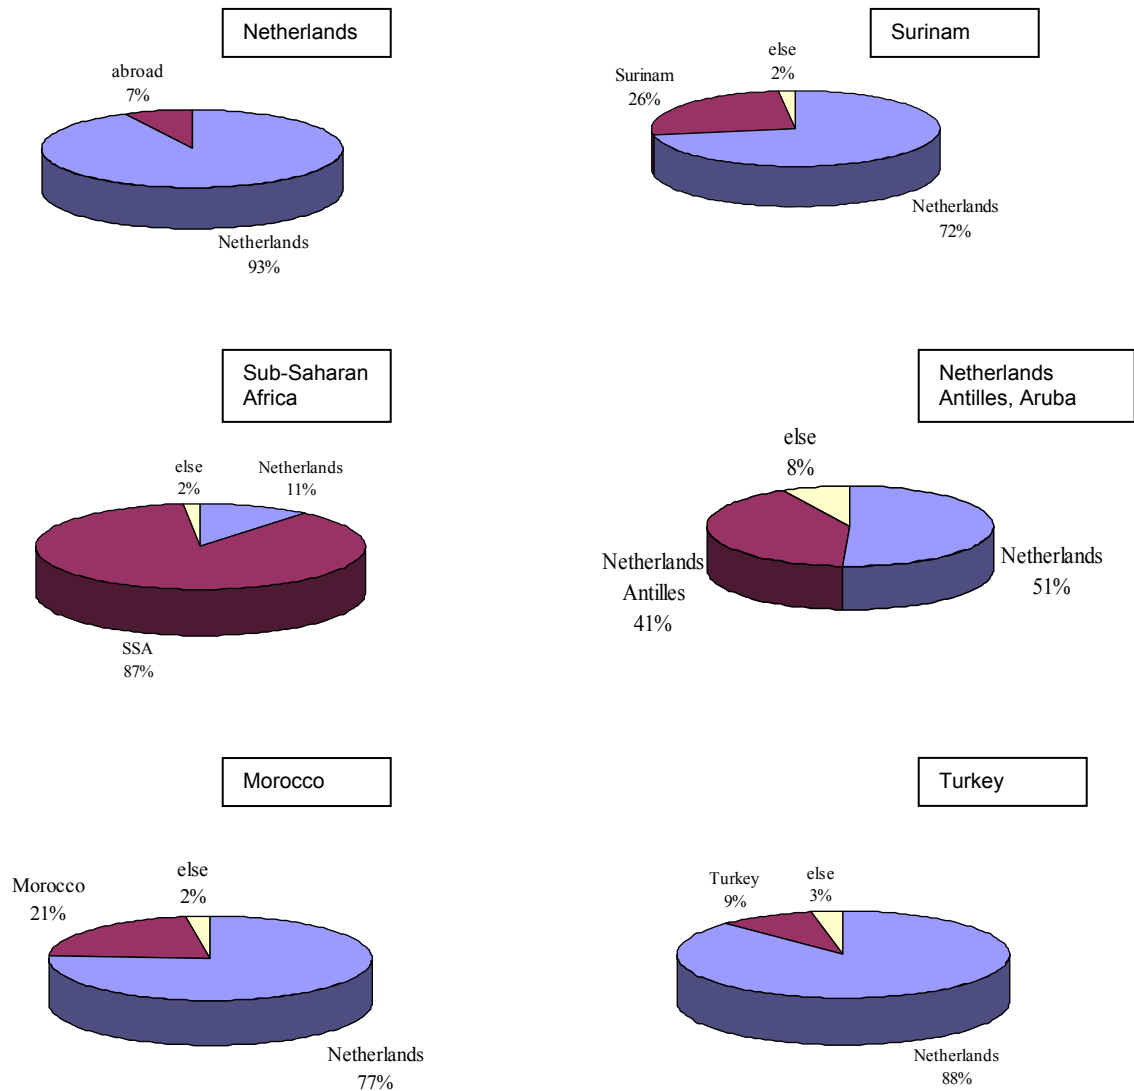 Netherlands
abroad
7%
Netherlands
93%
Surinam
else
2%
Surinam
26%
Netherlands
72%
Sub-Saharan
Africa
else
2%
Netherlands
11%
SSA
87%
Netherlands
Antilles, Aruba
else
8%
Netherlands
Antilles
41%
Netherlands
51%
Morocco
else
2%
Morocco
21%
Netherlands
77%
Turkey
Turkey
9%
else
3%
Netherlands
88%